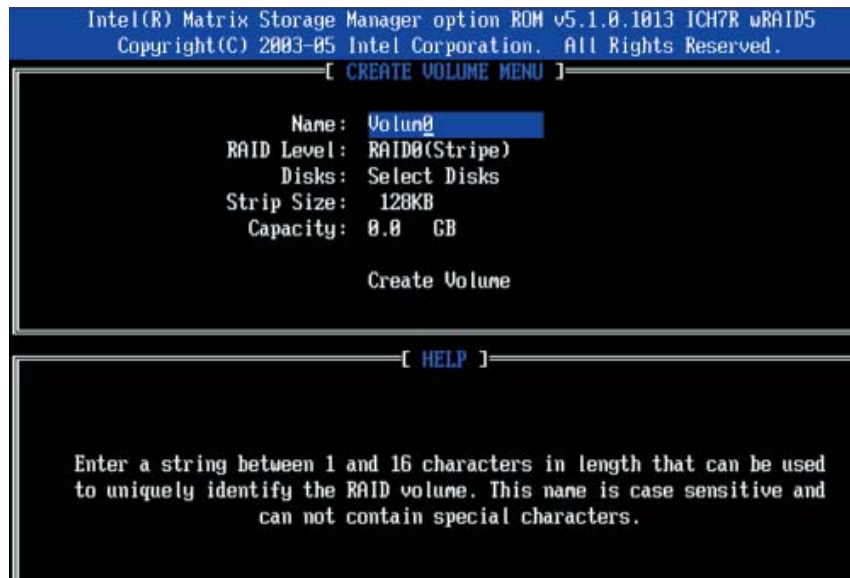 Intel(R) Matrix Storage Manager option ROM v5.1.0.1013 ICH7R wRAID5
Copyright(C) 2003-05 Intel Corporation. All Rights Reserved.
[ CREATE VOLUME MENU ]
Name: Volum0
RAID Level: RAID0(Stripe)
Disks: Select Disks
Strip Size: 128KB
Capacity: 0.0 GB
Create Volume
[ HELP ]
Enter a string between 1 and 16 characters in length that can be used
to uniquely identify the RAID volume. This name is case sensitive and
can not contain special characters.